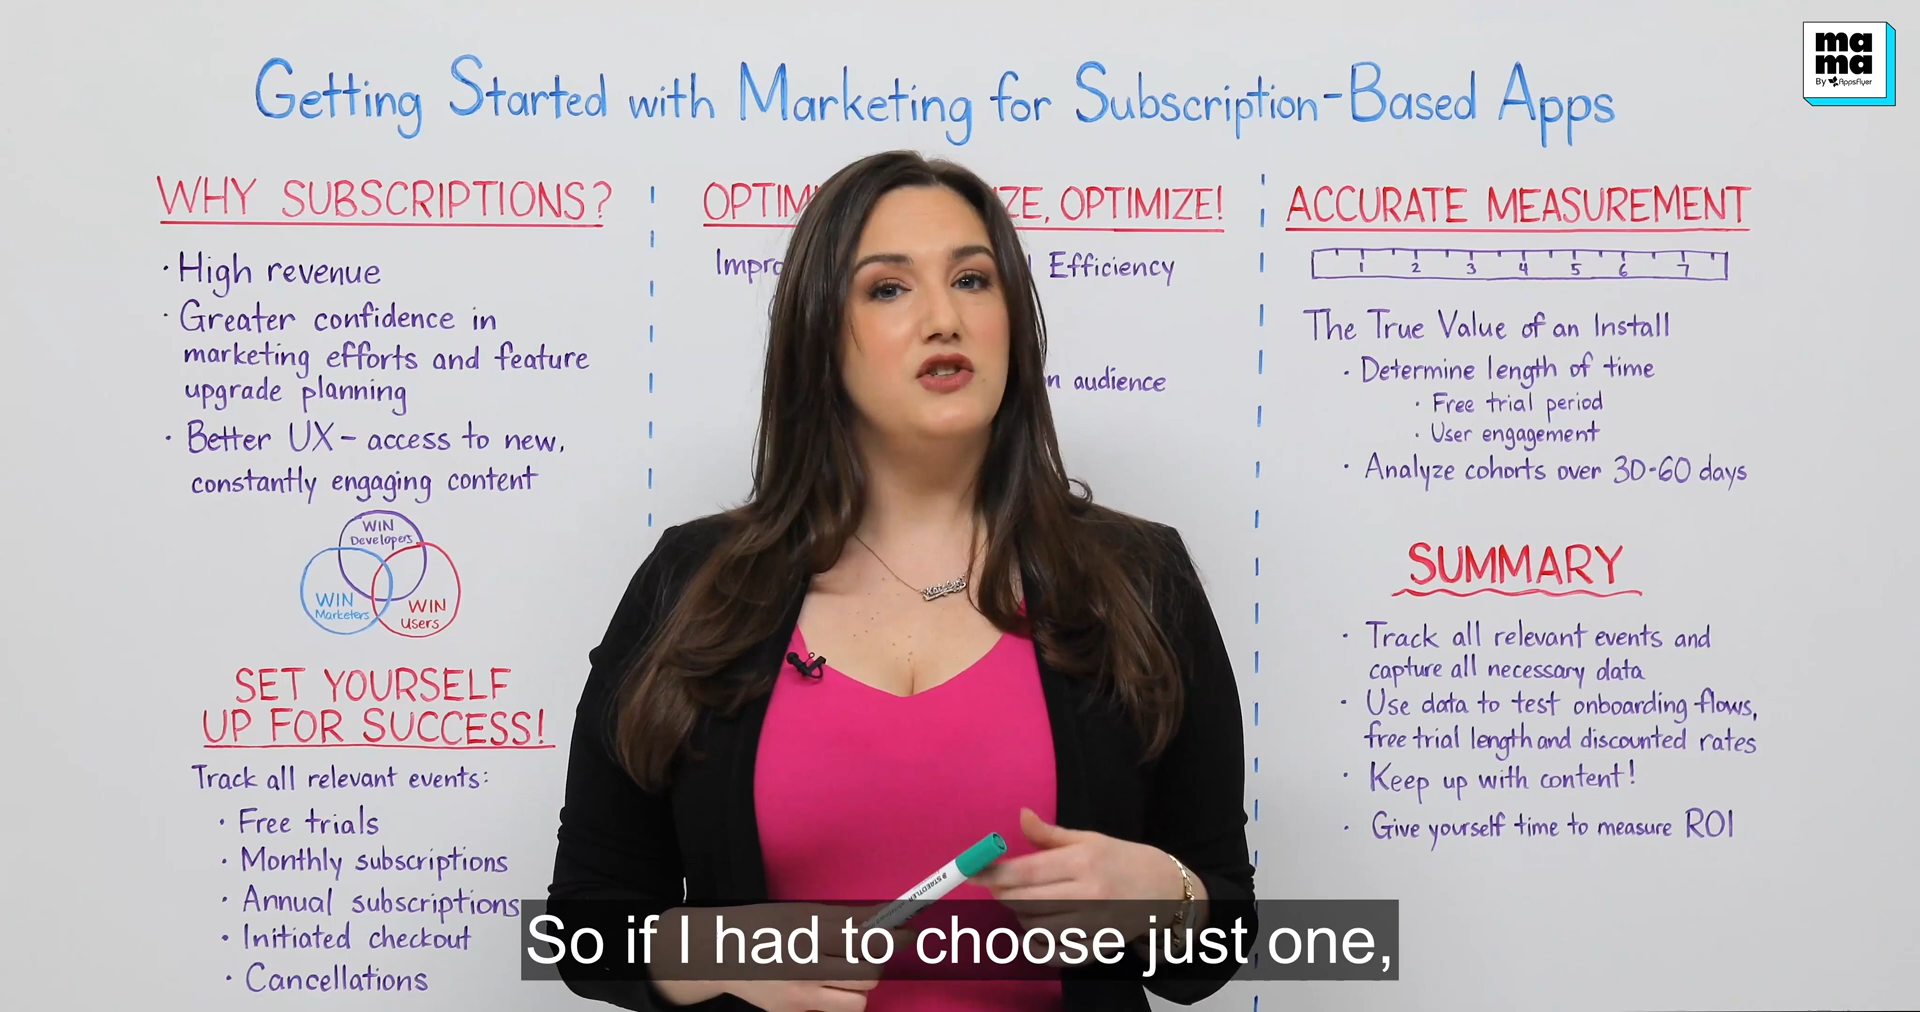 Getting Started with Marketing for Subscription-Based Apps
ma
ma
By AppsFlyer
WHY SUBSCRIPTIONS?
· High revenue
· Greater confidence in
marketing efforts and feature
upgrade planning
· Better UX - access to new,
constantly engaging content
WIN
Developers
WIN
Marketers
WIN
Users
SET YOURSELF
UP FOR SUCCESS!
Track all relevant events:
· Free trials
· Monthly subscriptions
· Annual subscriptions
· Initiated checkout
· Cancellations
OPTIM ZE, OPTIMIZE!
Impro Efficiency
n audience
ACCURATE MEASUREMENT
1 2 3 4 5 6 7
The True Value of an Install
· Determine length of time
· Free trial period
· User engagement
· Analyze cohorts over 30-60 days
SUMMARY
· Track all relevant events and
capture all necessary data
· Use data to test onboarding flows,
free trial length and discounted rates
· Keep up with content!
· Give yourself time to measure ROI
STAEDTLER
So if I had to choose just one,